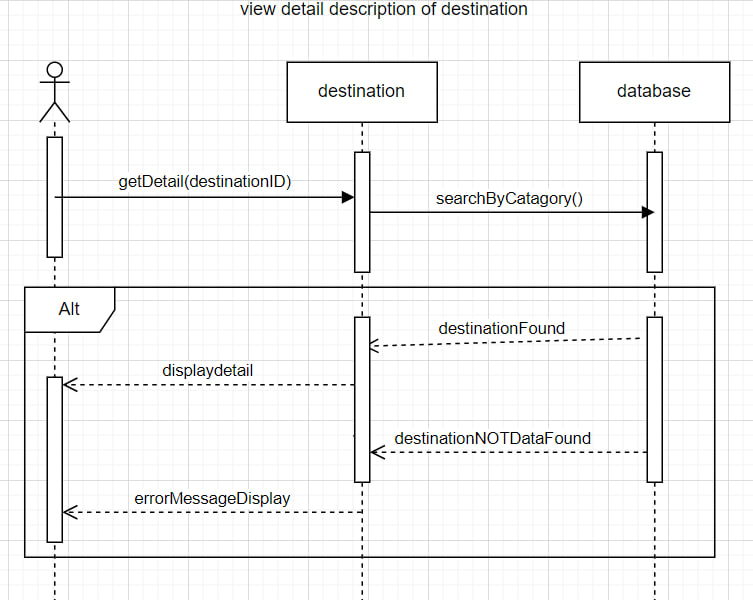 view detail description of destination
destination
database
getDetail(destinationID)
searchByCatagory()
Alt
destinationFound
displaydetail
destinationNOTDataFound
errorMessageDisplay